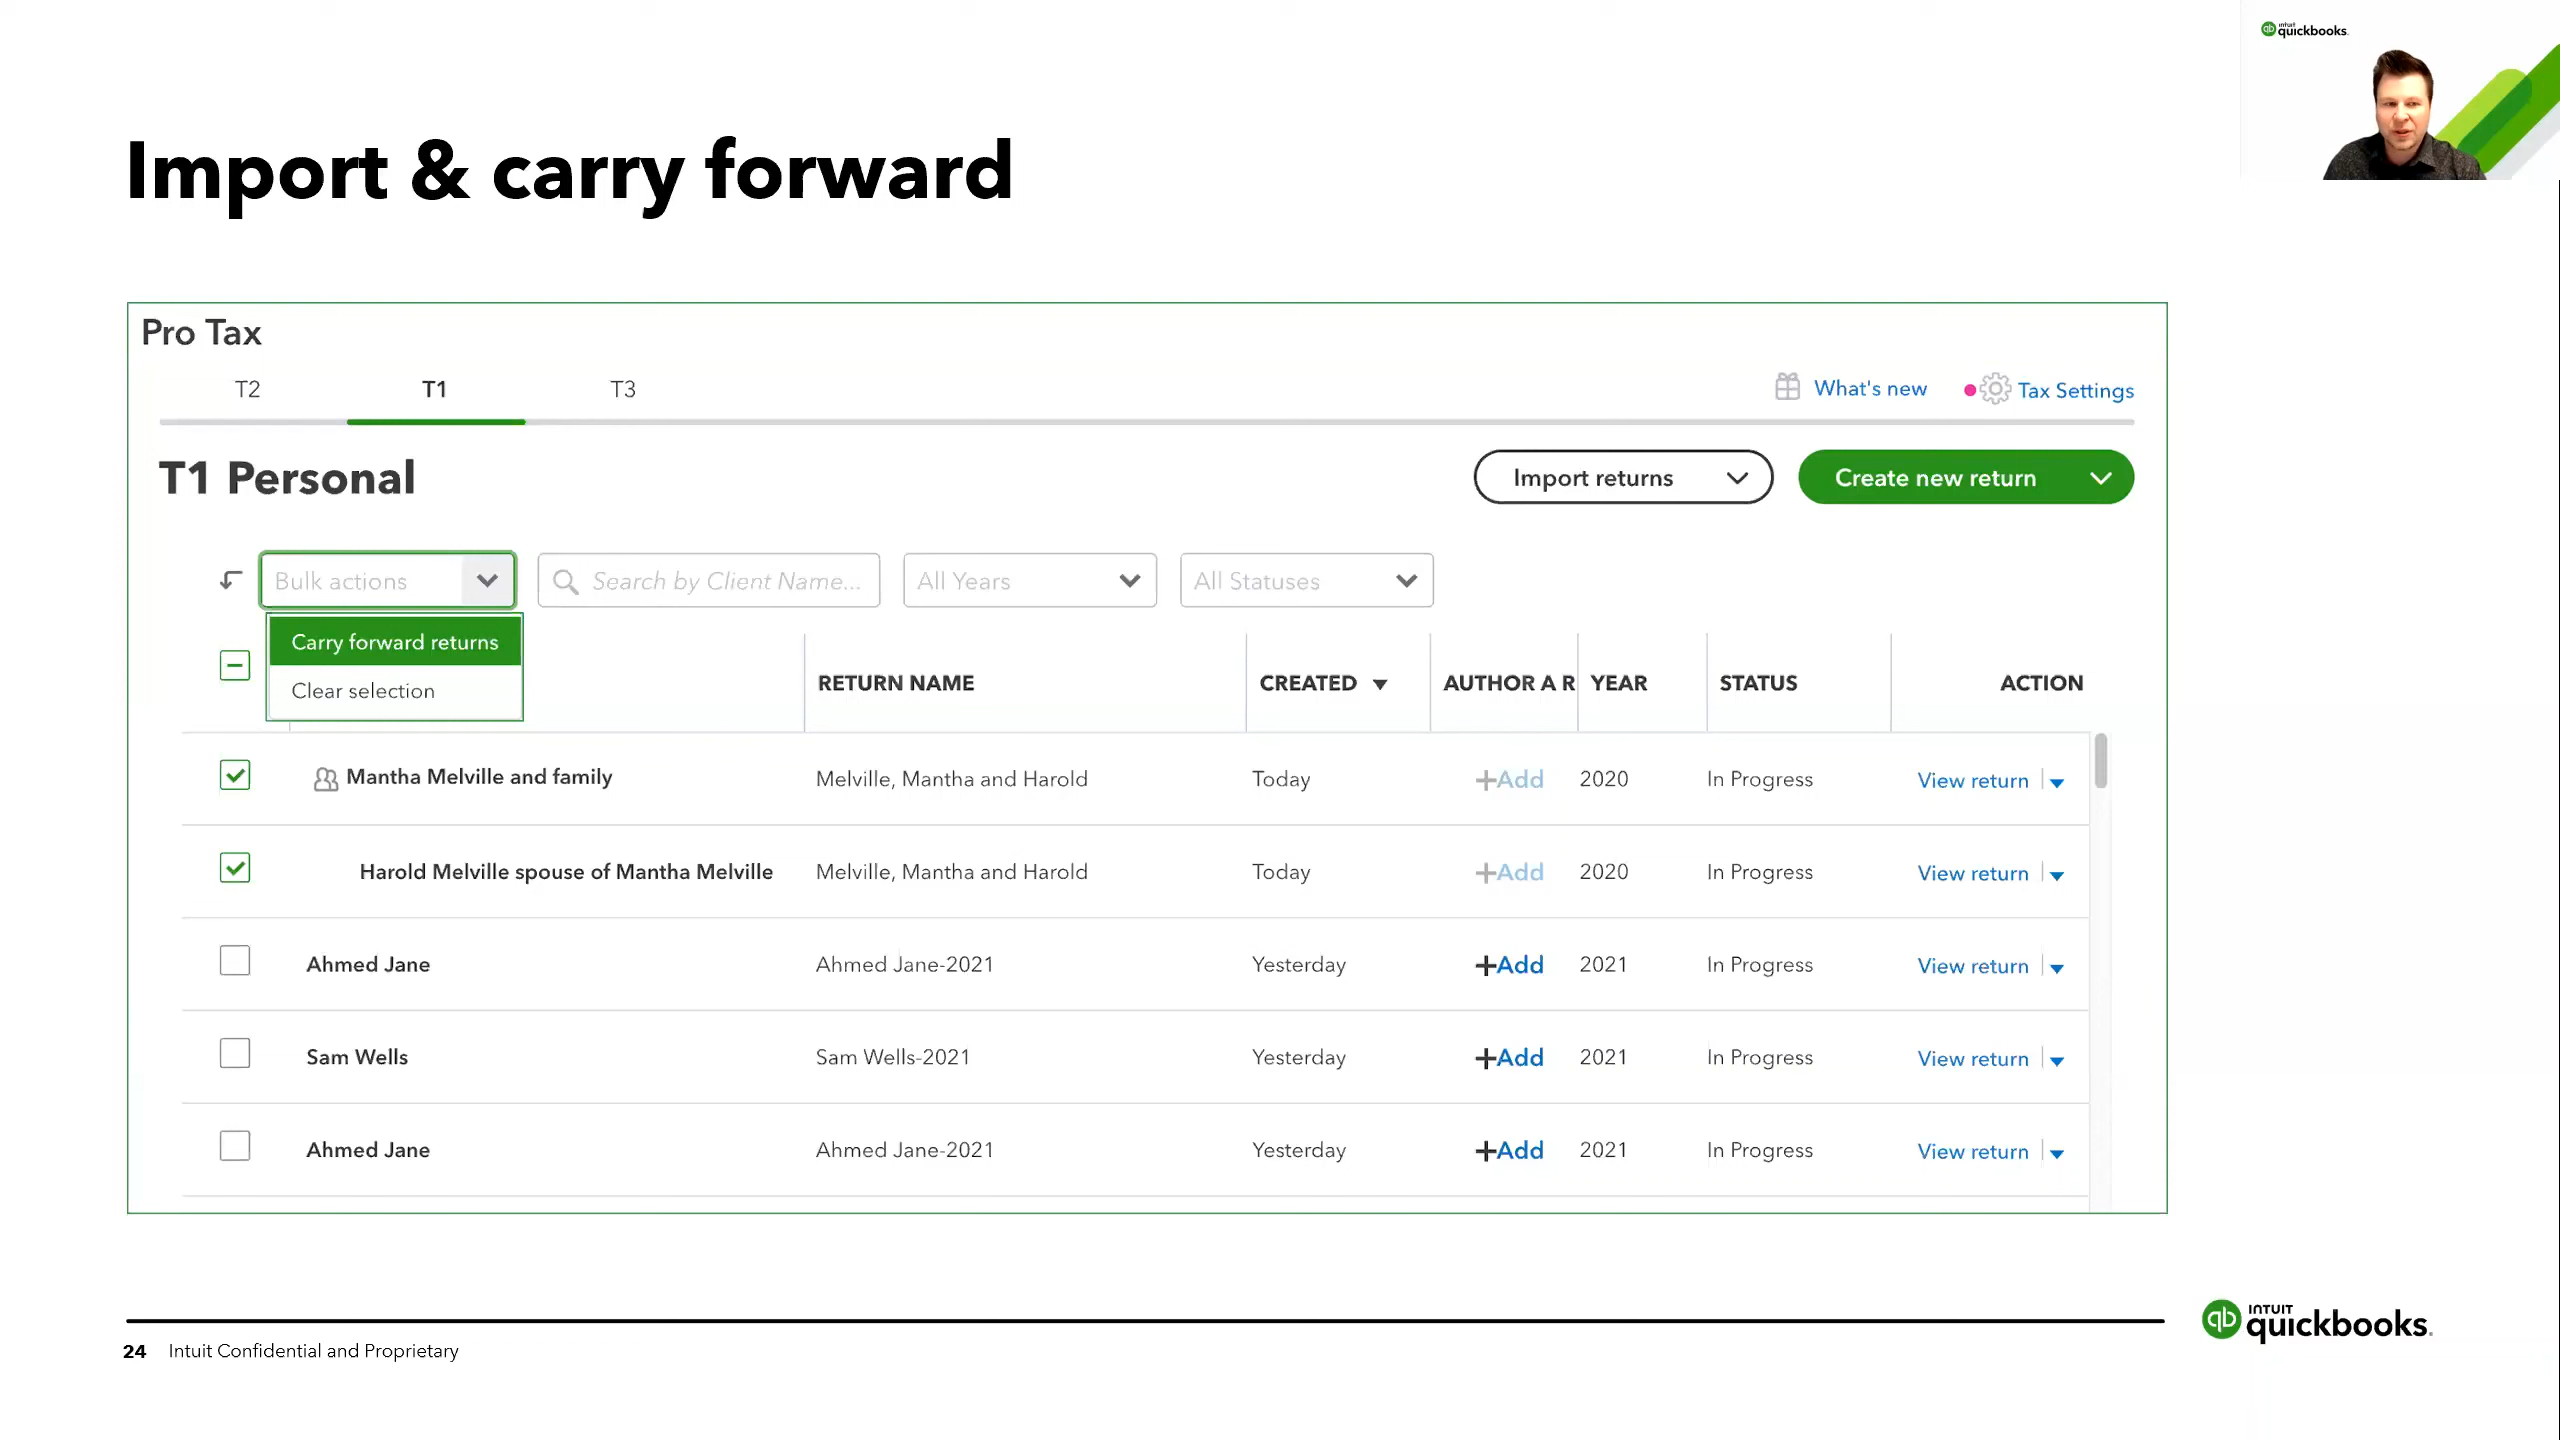 intuit
quickbooks.
Import & carry forward
Pro Tax
T2 T1 T3 What's new Tax Settings
T1 Personal Import returns Create new return
Bulk actions Search by Client Name... All Years All Statuses
Carry forward returns
Clear selection
RETURN NAME CREATED AUTHOR A R YEAR STATUS ACTION
Mantha Melville and family Melville, Mantha and Harold Today +Add 2020 In Progress View return
Harold Melville spouse of Mantha Melville Melville, Mantha and Harold Today +Add 2020 In Progress View return
Ahmed Jane Ahmed Jane-2021 Yesterday +Add 2021 In Progress View return
Sam Wells Sam Wells-2021 Yesterday +Add 2021 In Progress View return
Ahmed Jane Ahmed Jane-2021 Yesterday +Add 2021 In Progress View return
24 Intuit Confidential and Proprietary
qb INTUIT
quickbooks.